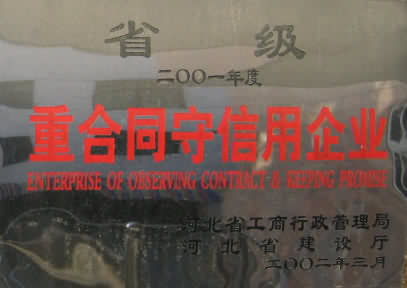 省级
二〇〇一年度
重合同守信用企业
ENTERPRISE OF OBSERVING CONTRACT & KEEPING PROMISE
河北省工商行政管理局
河北省建设厅
二〇〇二年三月